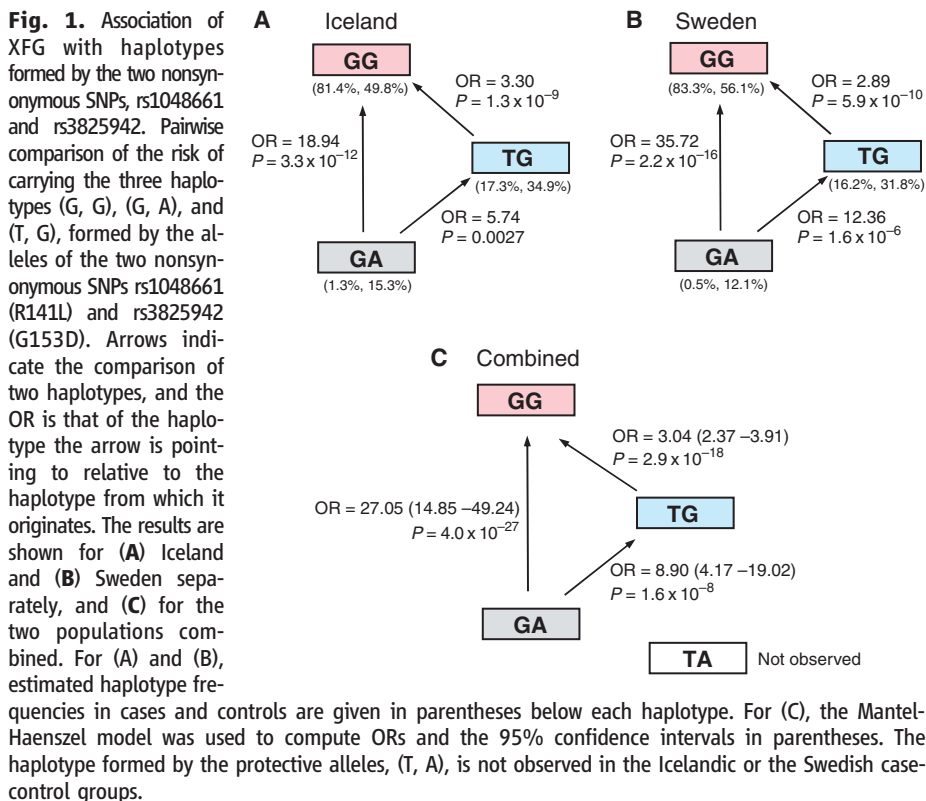 Fig. 1. Association of
XFG with haplotypes
formed by the two nonsyn-
onymous SNPs, rs1048661
and rs3825942. Pairwise
comparison of the risk of
carrying the three haplo-
types (G, G), (G, A), and
(T, G), formed by the al-
leles of the two nonsyn-
onymous SNPs rs1048661
(R141L) and rs3825942
(G153D). Arrows indi-
cate the comparison of
two haplotypes, and the
OR is that of the haplo-
type the arrow is point-
ing to relative to the
haplotype from which it
originates. The results are
shown for (A) Iceland
and (B) Sweden sepa-
rately, and (C) for the
two populations com-
bined. For (A) and (B),
estimated haplotype fre-
quencies in cases and controls are given in parentheses below each haplotype. For (C), the Mantel-
Haenszel model was used to compute ORs and the 95% confidence intervals in parentheses. The
haplotype formed by the protective alleles, (T, A), is not observed in the Icelandic or the Swedish case-
control groups.
A Iceland
GG
(81.4%, 49.8%)
OR = 3.30
P = 1.3 x 10⁻⁹
OR = 18.94
P = 3.3 x 10⁻¹²
TG
(17.3%, 34.9%)
OR = 5.74
P = 0.0027
GA
(1.3%, 15.3%)
B Sweden
GG
(83.3%, 56.1%)
OR = 2.89
P = 5.9 x 10⁻¹⁰
OR = 35.72
P = 2.2 x 10⁻¹⁶
TG
(16.2%, 31.8%)
OR = 12.36
P = 1.6 x 10⁻⁶
GA
(0.5%, 12.1%)
C Combined
GG
OR = 3.04 (2.37 –3.91)
P = 2.9 x 10⁻¹⁸
OR = 27.05 (14.85 –49.24)
P = 4.0 x 10⁻²⁷
TG
OR = 8.90 (4.17 –19.02)
P = 1.6 x 10⁻⁸
GA
TA Not observed